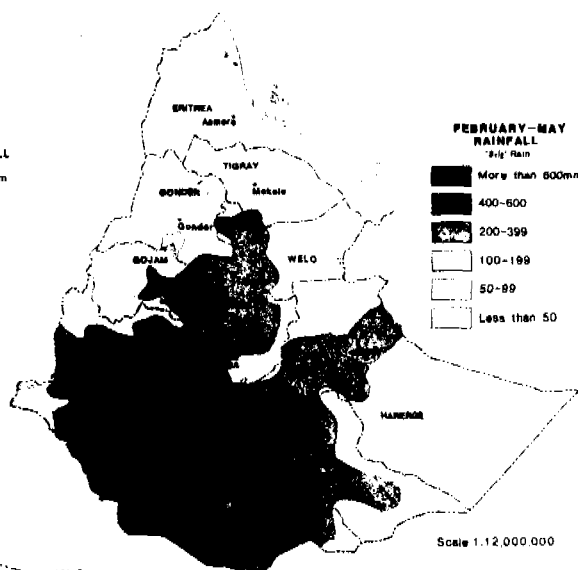 ERITREA
Asmera
TIGRAY
GONDER
Mekele
Gonder
GOJAM
WELO
HARERGE
FEBRUARY-MAY
RAINFALL
'Belg' Rain
More than 600mm
400-600
200-399
100-199
50-99
Less than 50
Scale 1:12,000,000